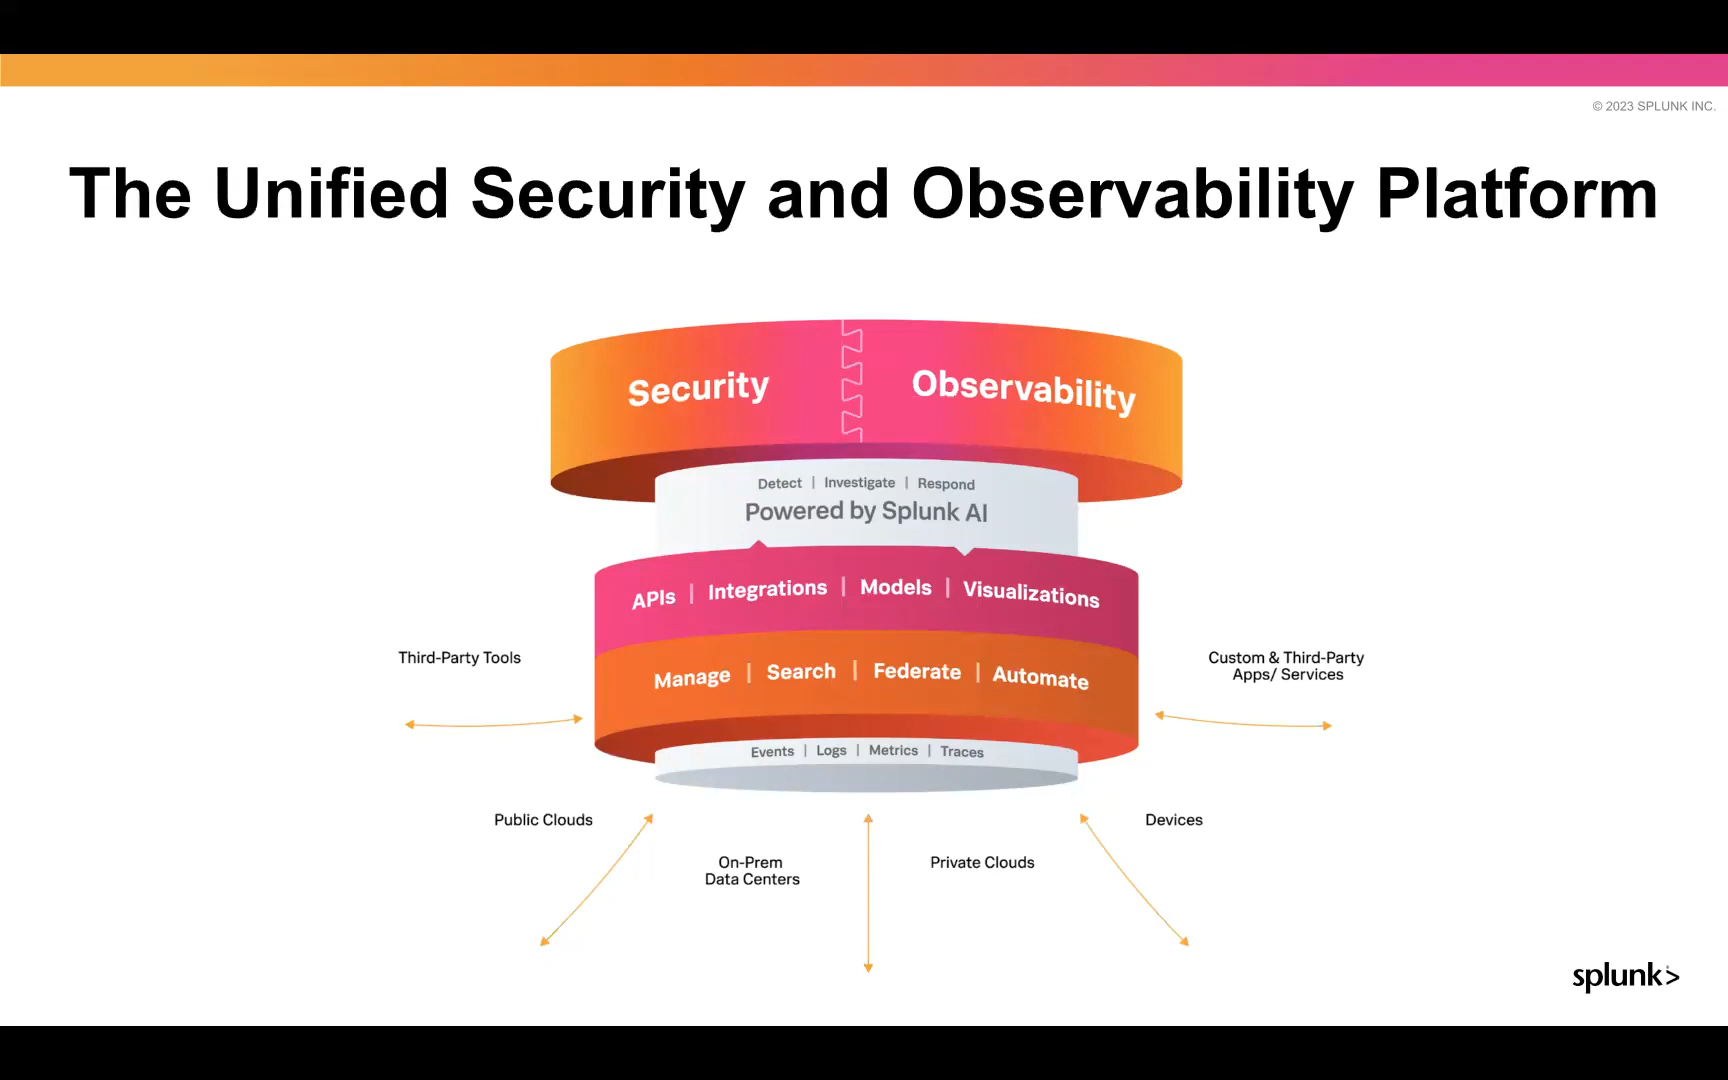 © 2023 SPLUNK INC.
The Unified Security and Observability Platform
Security
Observability
Detect | Investigate | Respond
Powered by Splunk AI
APIs | Integrations | Models | Visualizations
Manage | Search | Federate | Automate
Events | Logs | Metrics | Traces
Third-Party Tools
Custom & Third-Party
Apps/ Services
Public Clouds
On-Prem
Data Centers
Private Clouds
Devices
splunk>